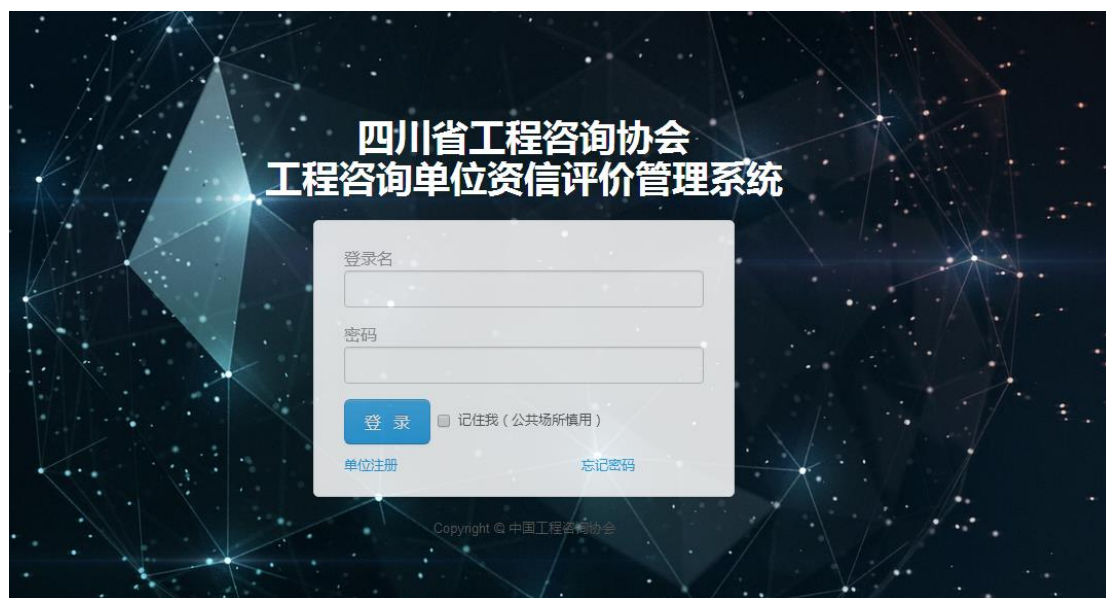 四川省工程咨询协会
工程咨询单位资信评价管理系统
登录名
密码
登 录 记住我（公共场所慎用）
单位注册 忘记密码
Copyright © 中国工程咨询协会